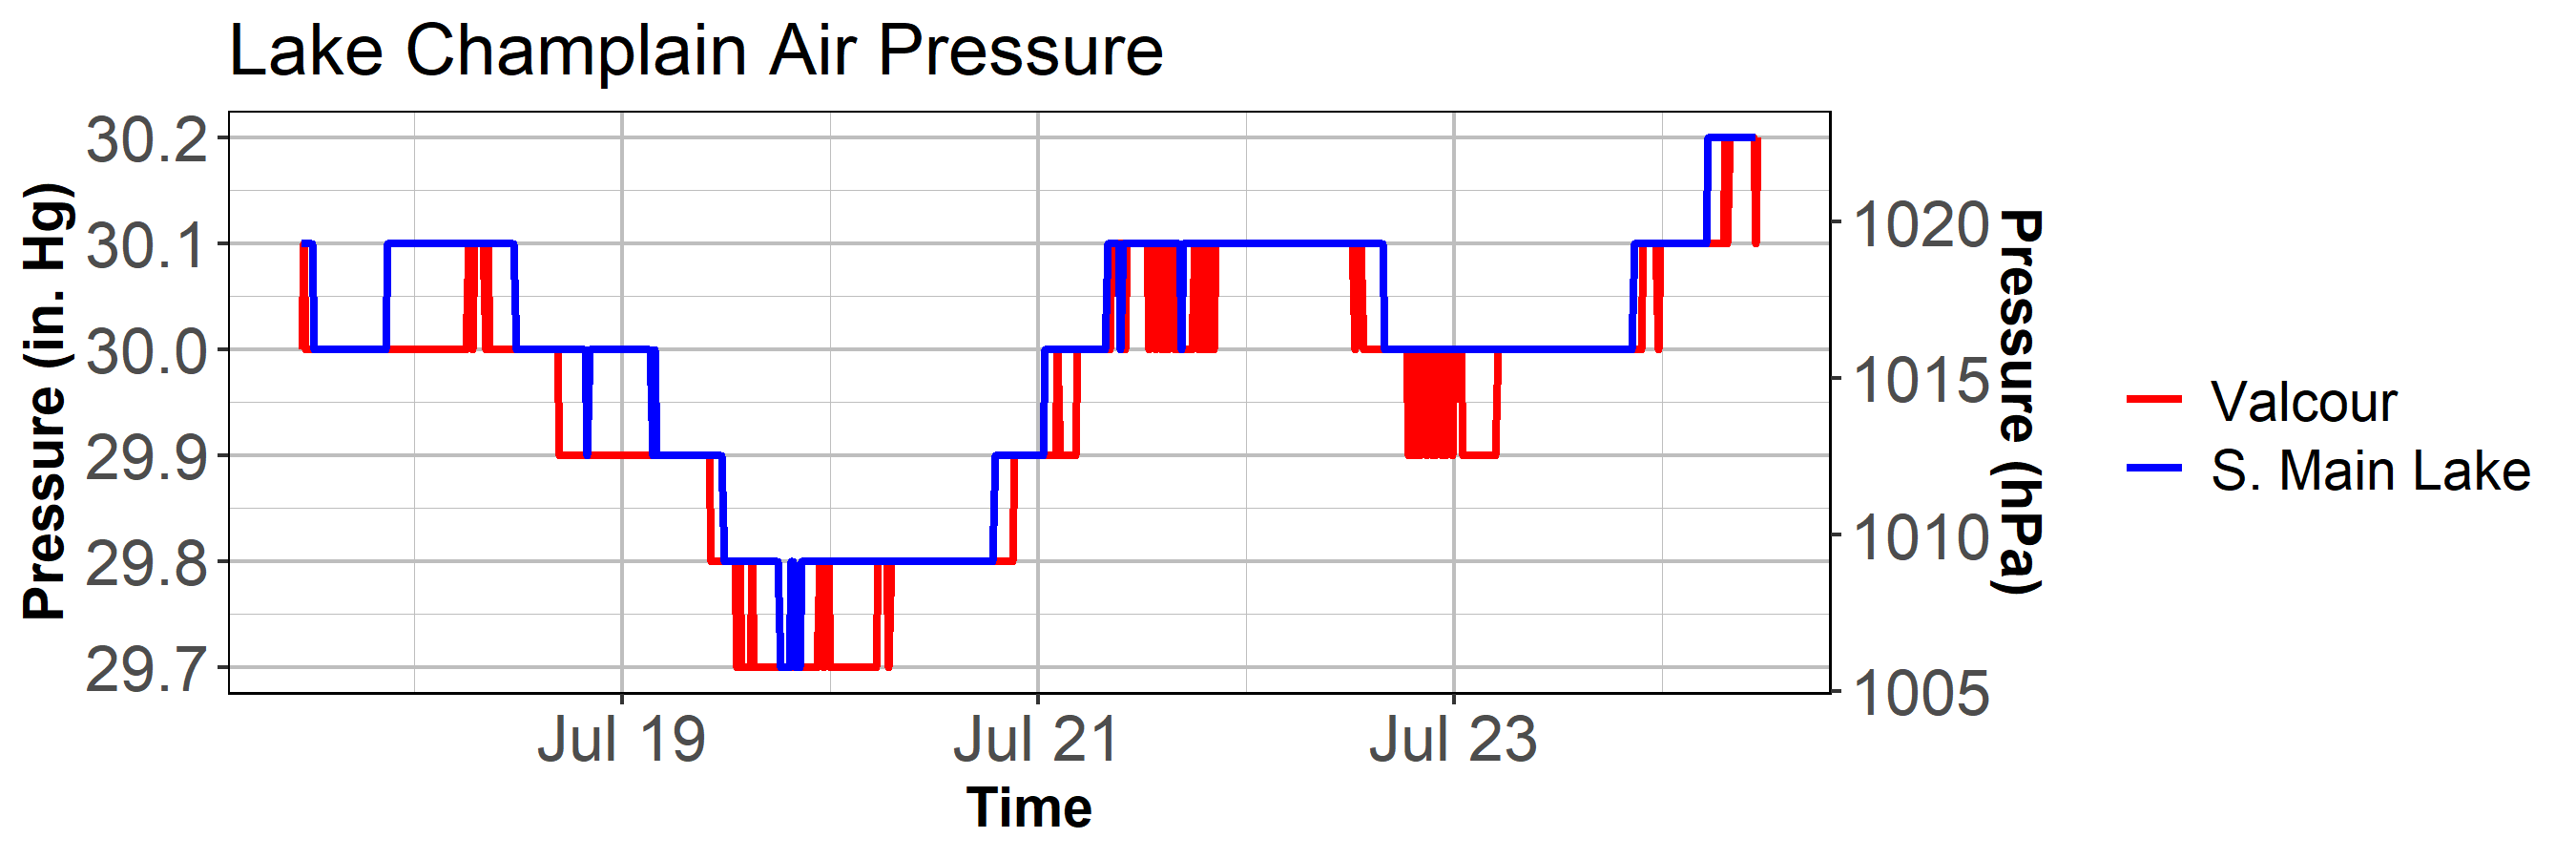 Lake Champlain Air Pressure
30.2
30.1
30.0
29.9
29.8
29.7
Pressure (in. Hg)
1020
1015
1010
1005
Pressure (hPa)
Jul 19
Jul 21
Jul 23
Time
Valcour
S. Main Lake